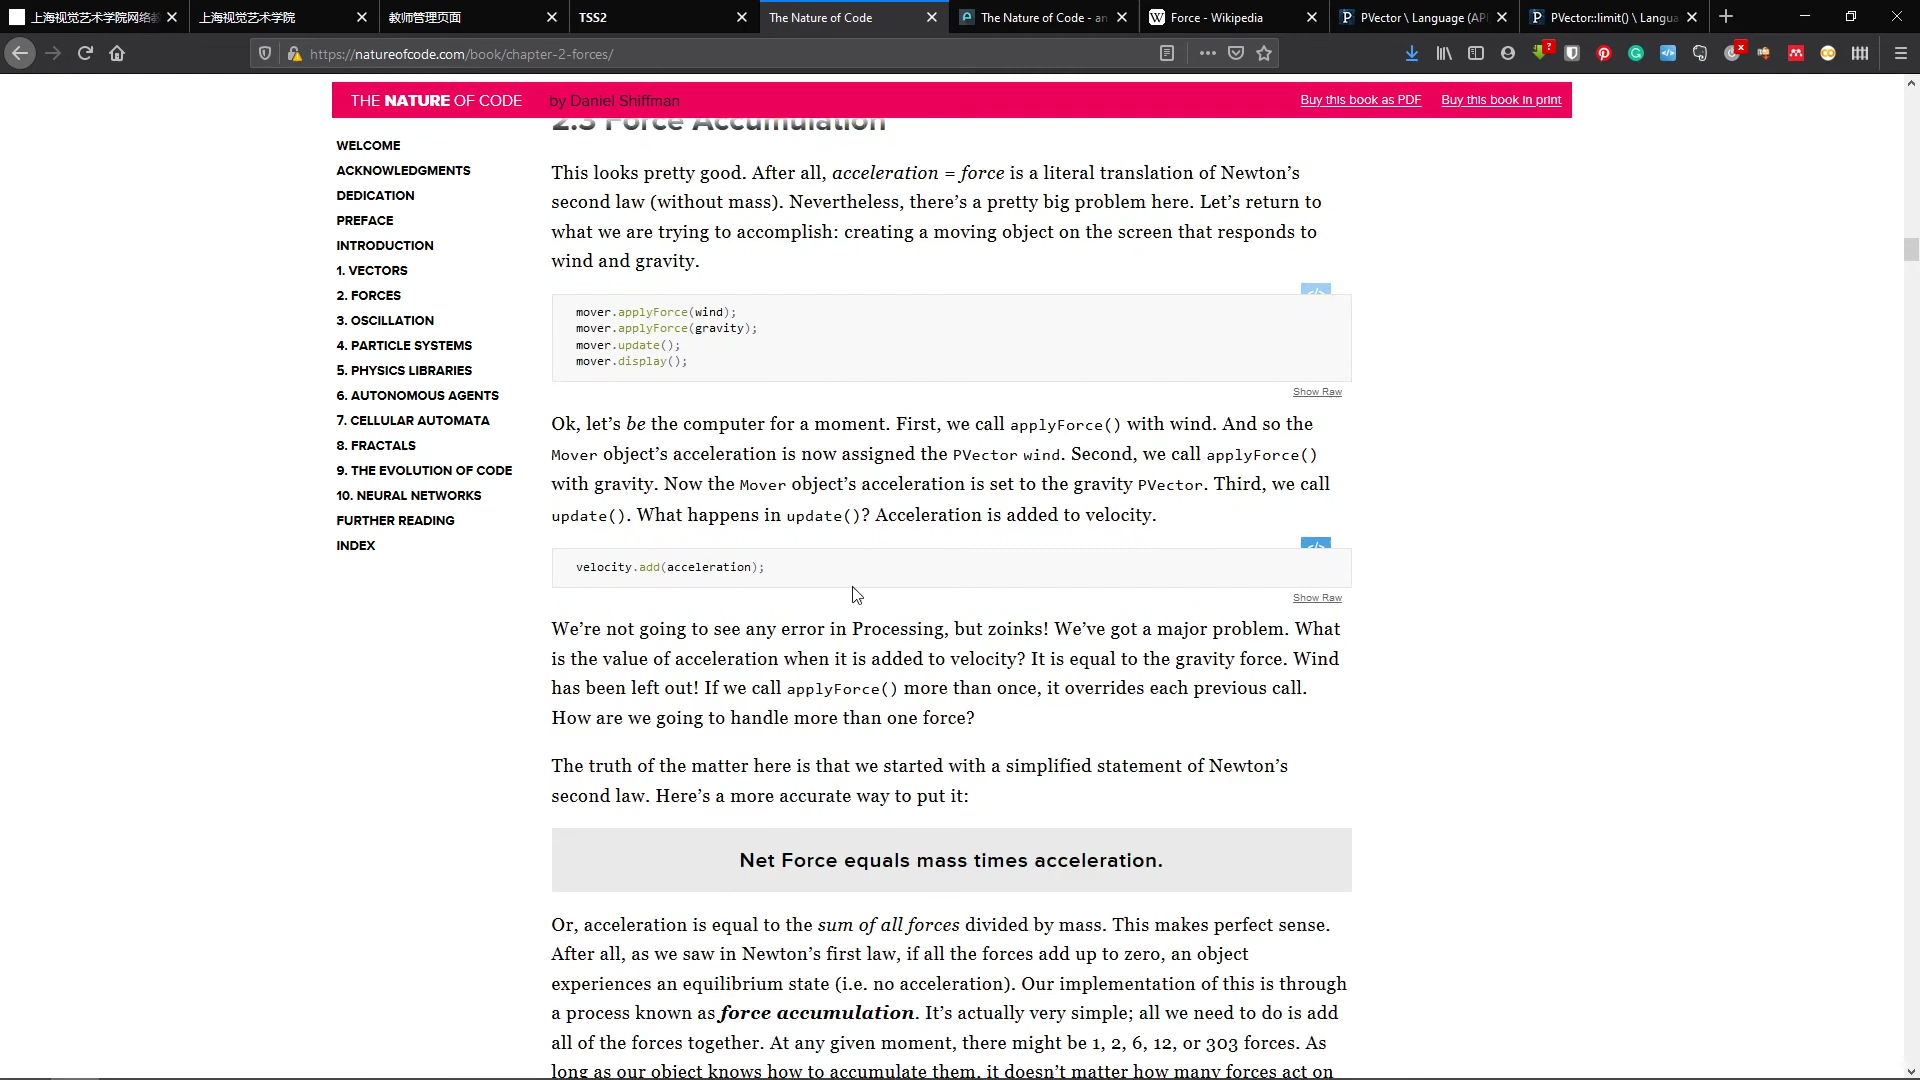 上海视觉艺术学院网络教
上海视觉艺术学院
教师管理页面
TSS2
The Nature of Code
The Nature of Code - an
Force - Wikipedia
PVector \ Language (API
PVector::limit() \ Langua
https://natureofcode.com/book/chapter-2-forces/
THE NATURE OF CODE by Daniel Shiffman
Buy this book as PDF Buy this book in print
WELCOME
ACKNOWLEDGMENTS
DEDICATION
PREFACE
INTRODUCTION
1. VECTORS
2. FORCES
3. OSCILLATION
4. PARTICLE SYSTEMS
5. PHYSICS LIBRARIES
6. AUTONOMOUS AGENTS
7. CELLULAR AUTOMATA
8. FRACTALS
9. THE EVOLUTION OF CODE
10. NEURAL NETWORKS
FURTHER READING
INDEX
2.3 Force Accumulation
This looks pretty good. After all, acceleration = force is a literal translation of Newton’s
second law (without mass). Nevertheless, there’s a pretty big problem here. Let’s return to
what we are trying to accomplish: creating a moving object on the screen that responds to
wind and gravity.
</>
mover.applyForce(wind);
mover.applyForce(gravity);
mover.update();
mover.display();
Show Raw
Ok, let’s be the computer for a moment. First, we call applyForce() with wind. And so the
Mover object’s acceleration is now assigned the PVector wind. Second, we call applyForce()
with gravity. Now the Mover object’s acceleration is set to the gravity PVector. Third, we call
update(). What happens in update()? Acceleration is added to velocity.
</>
velocity.add(acceleration);
Show Raw
We’re not going to see any error in Processing, but zoinks! We’ve got a major problem. What
is the value of acceleration when it is added to velocity? It is equal to the gravity force. Wind
has been left out! If we call applyForce() more than once, it overrides each previous call.
How are we going to handle more than one force?
The truth of the matter here is that we started with a simplified statement of Newton’s
second law. Here’s a more accurate way to put it:
Net Force equals mass times acceleration.
Or, acceleration is equal to the sum of all forces divided by mass. This makes perfect sense.
After all, as we saw in Newton’s first law, if all the forces add up to zero, an object
experiences an equilibrium state (i.e. no acceleration). Our implementation of this is through
a process known as force accumulation. It’s actually very simple; all we need to do is add
all of the forces together. At any given moment, there might be 1, 2, 6, 12, or 303 forces. As
long as our object knows how to accumulate them, it doesn’t matter how many forces act on